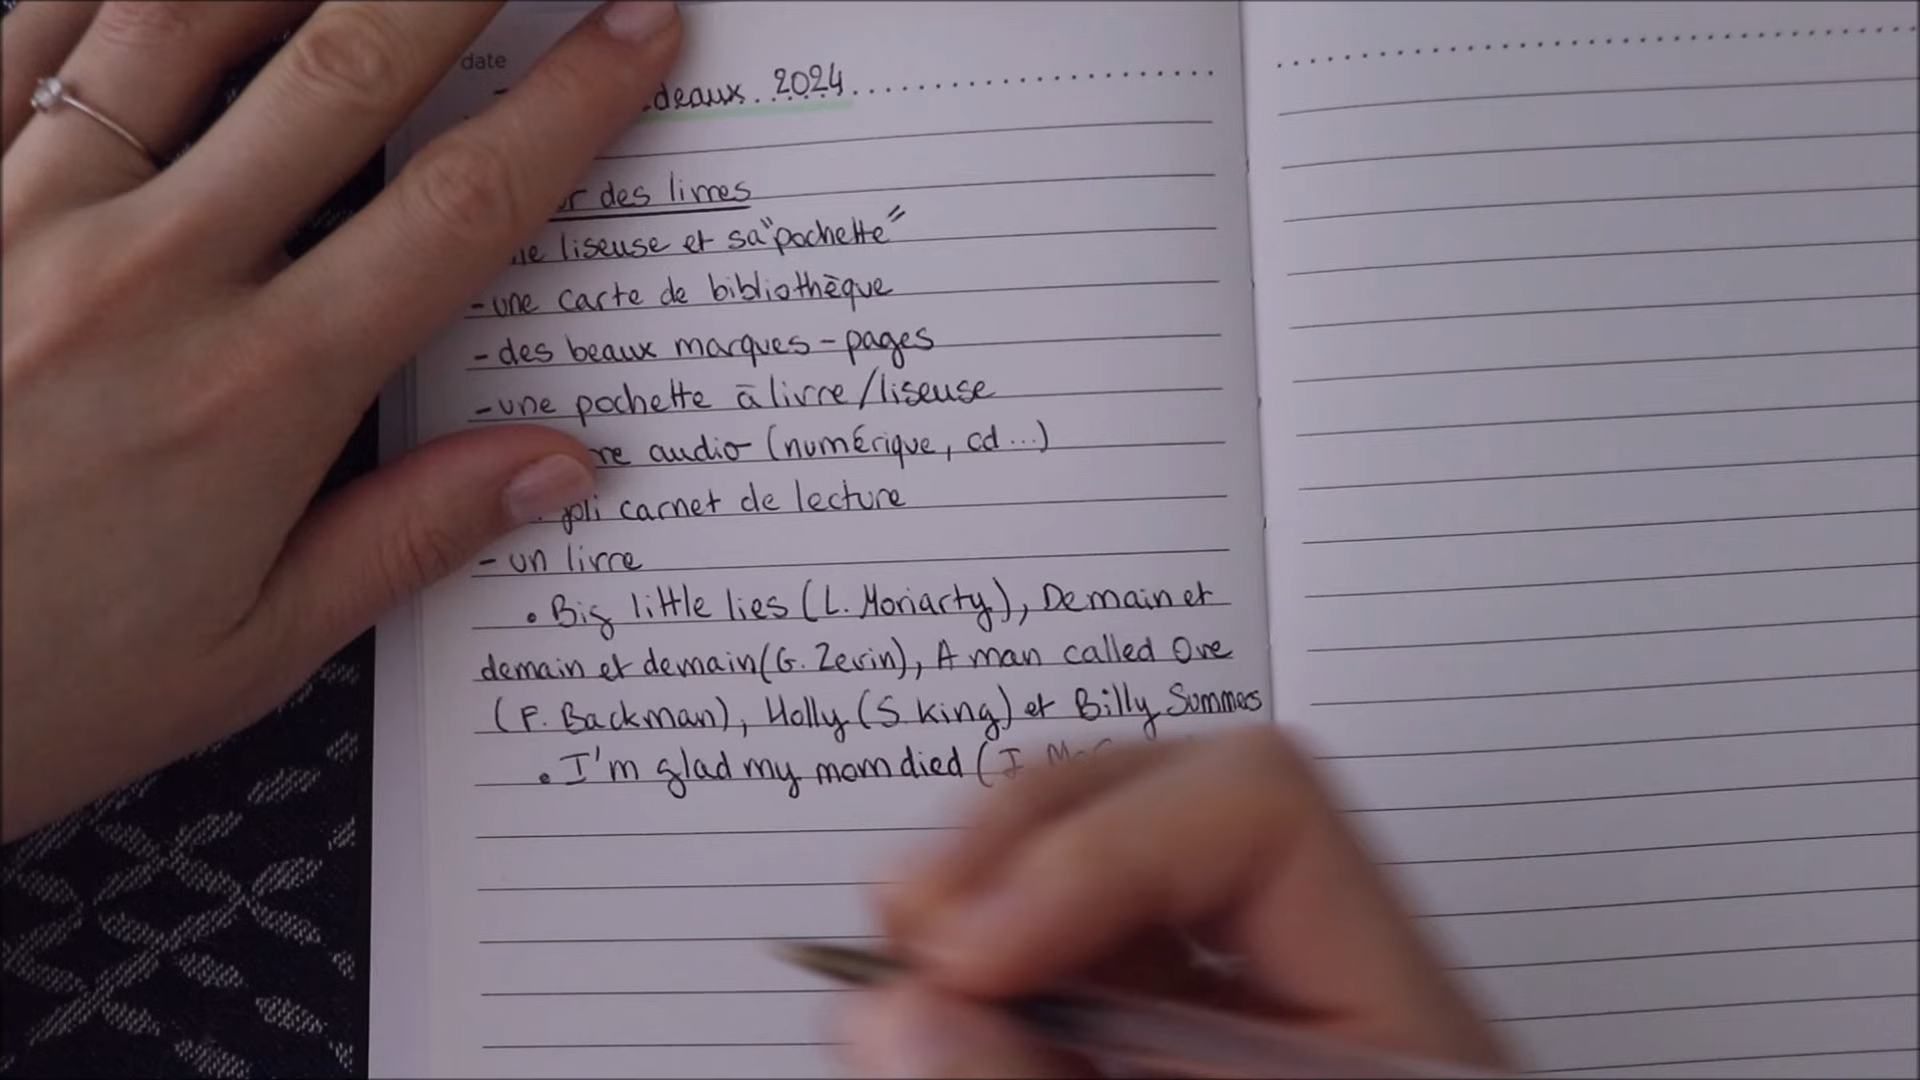 date
deaux 2024
des livres
liseuse et sa "pochette"
- une carte de bibliothèque
- des beaux marques-pages
- une pochette à livre/liseuse
audio (numérique, cd...)
joli carnet de lecture
- un livre
• Big little lies (L. Moriarty), Demain et
demain et demain (G. Zevin), A man called Ove
(F. Backman), Holly (S. King) et Billy Summers
• I'm glad my mom died (J.